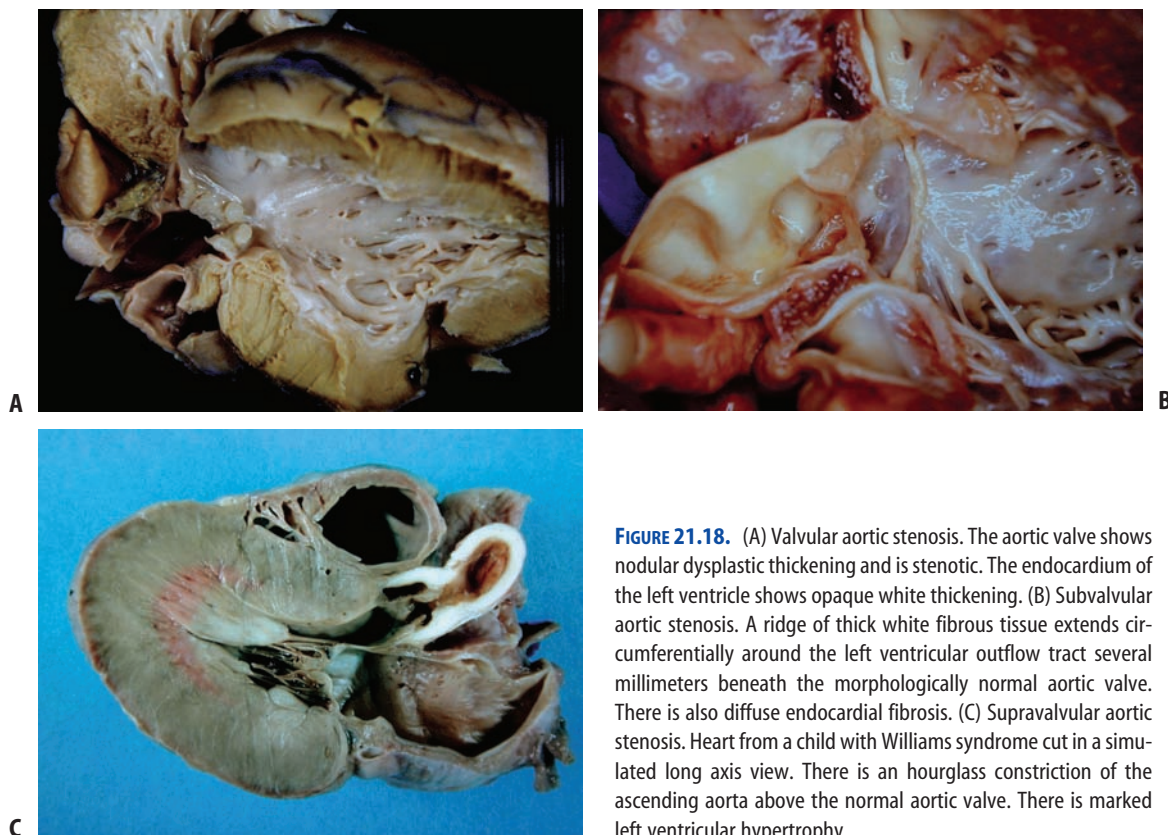 A
B
C
FIGURE 21.18. (A) Valvular aortic stenosis. The aortic valve shows
nodular dysplastic thickening and is stenotic. The endocardium of
the left ventricle shows opaque white thickening. (B) Subvalvular
aortic stenosis. A ridge of thick white fibrous tissue extends cir-
cumferentially around the left ventricular outflow tract several
millimeters beneath the morphologically normal aortic valve.
There is also diffuse endocardial fibrosis. (C) Supravalvular aortic
stenosis. Heart from a child with Williams syndrome cut in a simu-
lated long axis view. There is an hourglass constriction of the
ascending aorta above the normal aortic valve. There is marked
left ventricular hypertrophy